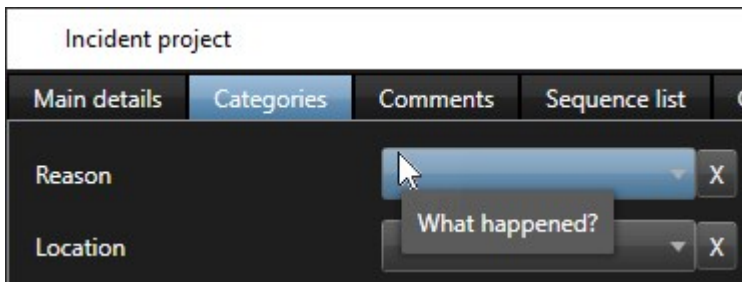 Incident project
Main details Categories Comments Sequence list
Reason X
What happened?
Location X